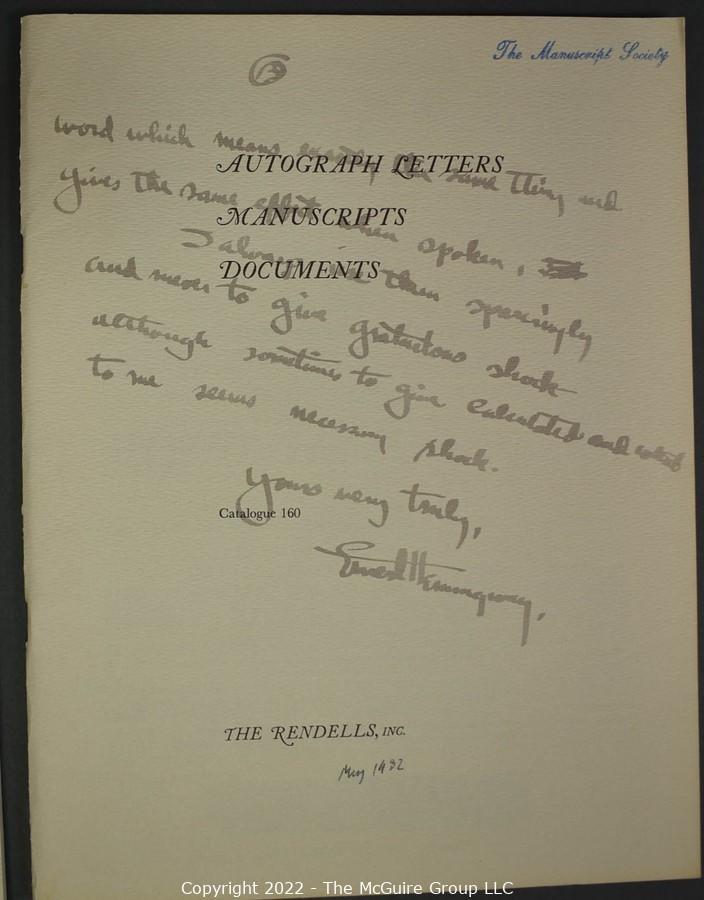 The Manuscript Society
word which means exactly the same thing and
AUTOGRAPH LETTERS
gives the same effect when spoken,
MANUSCRIPTS
I always use them sparingly
DOCUMENTS
and never to give gratuitous shock
although sometimes to give calculated and what
to me seems necessary shock.
Yours very truly,
Catalogue 160
Ernest Hemingway,
THE RENDELLS, INC.
May 1982
Copyright 2022 - The McGuire Group LLC